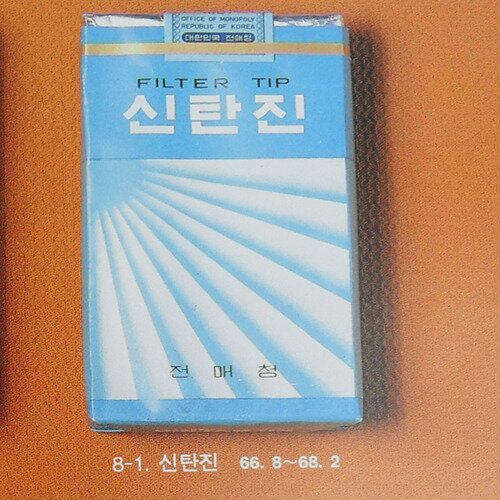 OFFICE OF MONOPOLY
REPUBLIC OF KOREA
대한민국 전매청
FILTER TIP
신탄진
전매청
8-1. 신탄진 66. 8~68. 2